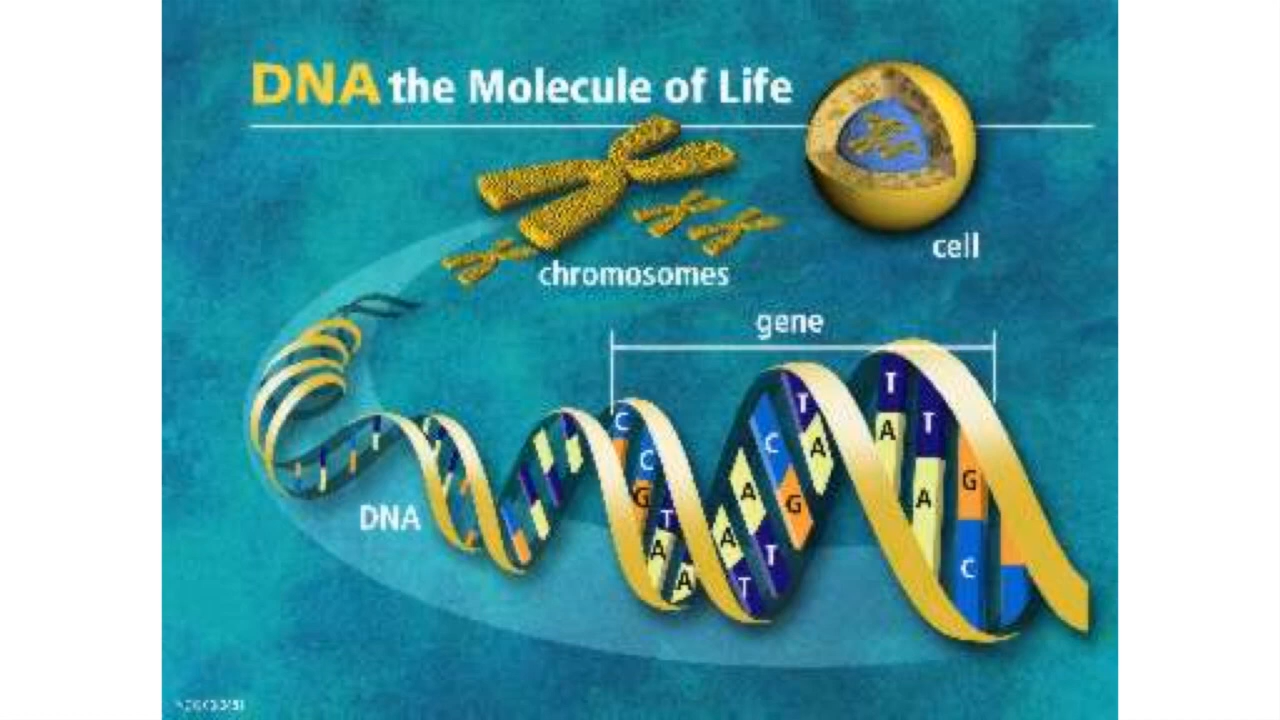 DNA the Molecule of Life
cell
chromosomes
gene
DNA
C
C
G
T
A
A
A
A
T
T
C
G
T
A
T
A
T
A
G
C